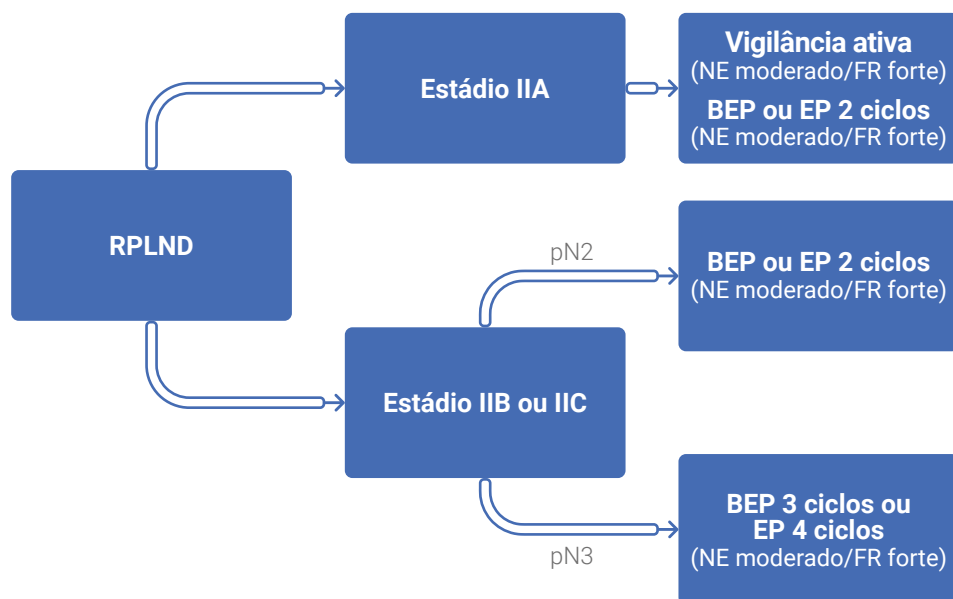 RPLND
Estádio IIA
Vigilância ativa
(NE moderado/FR forte)
BEP ou EP 2 ciclos
(NE moderado/FR forte)
Estádio IIB ou IIC
pN2
BEP ou EP 2 ciclos
(NE moderado/FR forte)
pN3
BEP 3 ciclos ou
EP 4 ciclos
(NE moderado/FR forte)